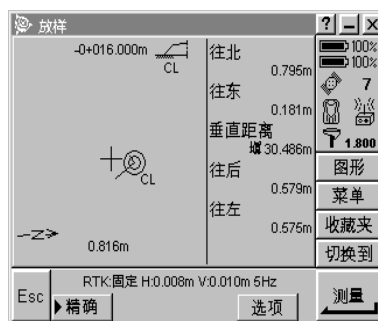 放样
? – ×
-0+016.000m
CL
往北
0.795m
往东
0.181m
垂直距离
填 30.486m
往后
0.579m
往左
0.575m
CL
0.816m
100%
100%
7
1.800
图形
菜单
收藏夹
切换到
Esc
RTK:固定 H:0.008m V:0.010m 5Hz
精确
选项
测量